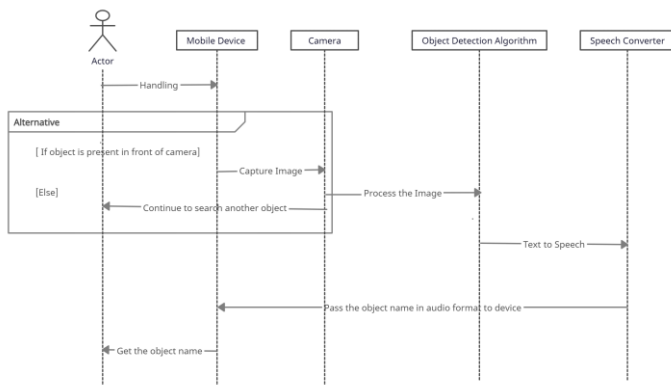 Mobile Device
Camera
Object Detection Algorithm
Speech Converter
Actor
Handling
Alternative
[ If object is present in front of camera]
Capture Image
[Else]
Process the Image
Continue to search another object
Text to Speech
Pass the object name in audio format to device
Get the object name